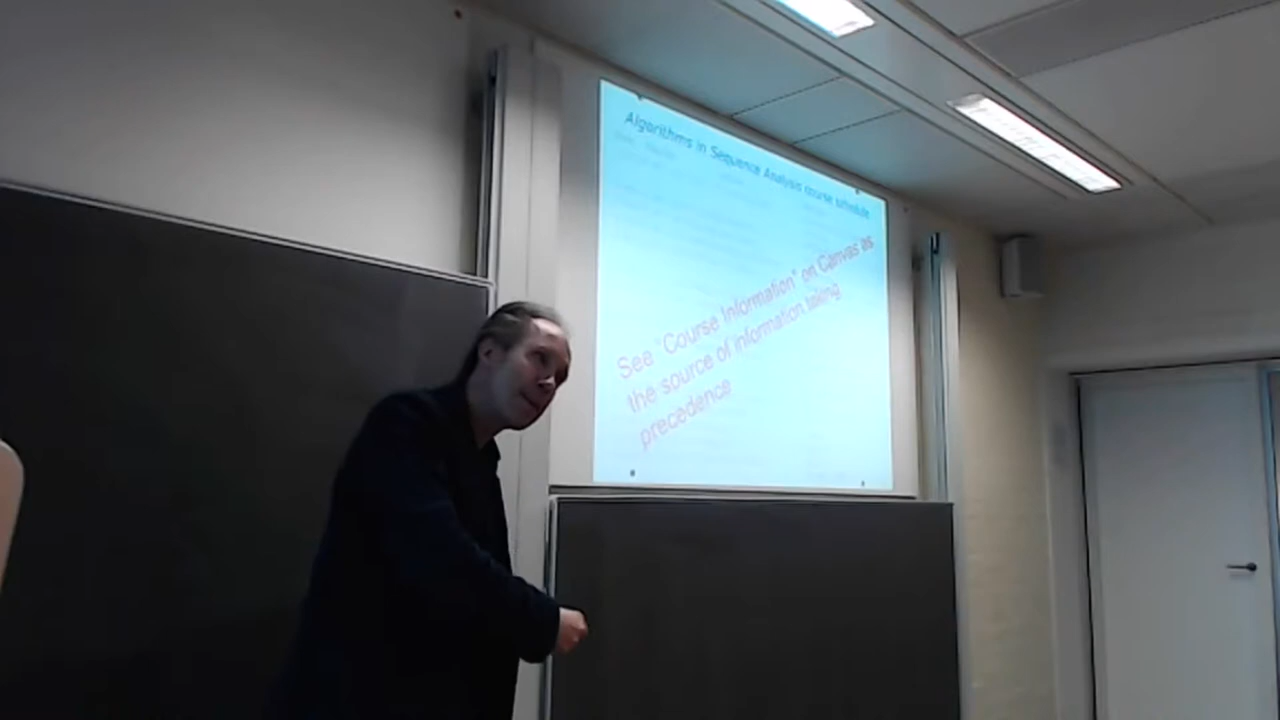 Algorithms in Sequence Analysis course schedule
See "Course Information" on Canvas as
the source of information taking
precedence